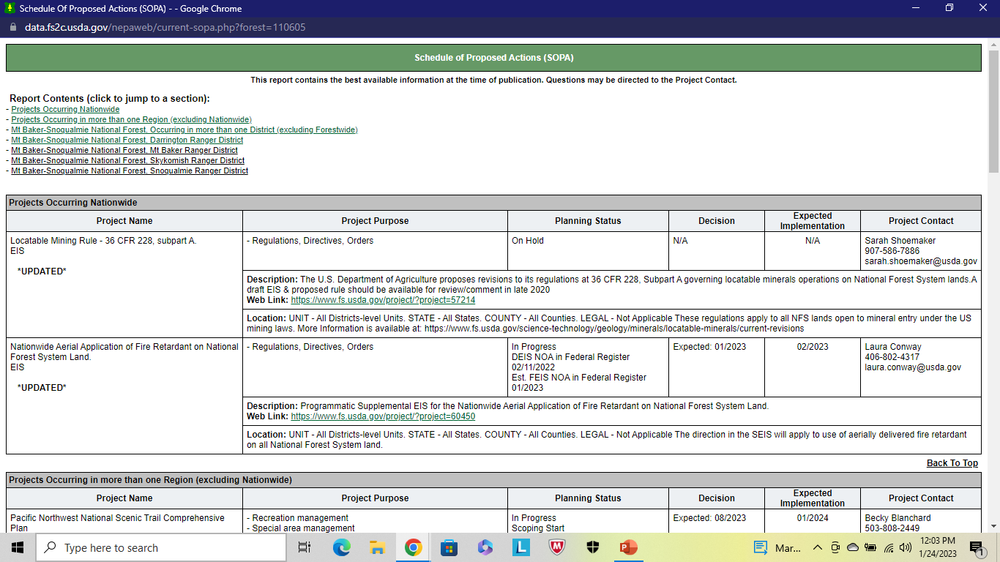 Schedule Of Proposed Actions (SOPA) - - Google Chrome
data.fs2c.usda.gov/nepaweb/current-sopa.php?forest=110605
Schedule of Proposed Actions (SOPA)
This report contains the best available information at the time of publication. Questions may be directed to the Project Contact.
Report Contents (click to jump to a section):
- Projects Occurring Nationwide
- Projects Occurring in more than one Region (excluding Nationwide)
- Mt Baker-Snoqualmie National Forest, Occurring in more than one District (excluding Forestwide)
- Mt Baker-Snoqualmie National Forest, Darrington Ranger District
- Mt Baker-Snoqualmie National Forest, Mt Baker Ranger District
- Mt Baker-Snoqualmie National Forest, Skykomish Ranger District
- Mt Baker-Snoqualmie National Forest, Snoqualmie Ranger District
Projects Occurring Nationwide
Project Name
Project Purpose
Planning Status
Decision
Expected
Implementation
Project Contact
Locatable Mining Rule - 36 CFR 228, subpart A.
EIS
*UPDATED*
- Regulations, Directives, Orders
On Hold
N/A
N/A
Sarah Shoemaker
907-586-7886
sarah.shoemaker@usda.gov
Description: The U.S. Department of Agriculture proposes revisions to its regulations at 36 CFR 228, Subpart A governing locatable minerals operations on National Forest System lands.A
draft EIS & proposed rule should be available for review/comment in late 2020
Web Link: https://www.fs.usda.gov/project/?project=57214
Location: UNIT - All Districts-level Units. STATE - All States. COUNTY - All Counties. LEGAL - Not Applicable These regulations apply to all NFS lands open to mineral entry under the US
mining laws. More Information is available at: https://www.fs.usda.gov/science-technology/geology/minerals/locatable-minerals/current-revisions
Nationwide Aerial Application of Fire Retardant on National
Forest System Land.
EIS
*UPDATED*
- Regulations, Directives, Orders
In Progress
DEIS NOA in Federal Register
02/11/2022
Est. FEIS NOA in Federal Register
01/2023
Expected: 01/2023
02/2023
Laura Conway
406-802-4317
laura.conway@usda.gov
Description: Programmatic Supplemental EIS for the Nationwide Aerial Application of Fire Retardant on National Forest System Land.
Web Link: https://www.fs.usda.gov/project/?project=60450
Location: UNIT - All Districts-level Units. STATE - All States. COUNTY - All Counties. LEGAL - Not Applicable The direction in the SEIS will apply to use of aerially delivered fire retardant
on all National Forest System land.
Back To Top
Projects Occurring in more than one Region (excluding Nationwide)
Project Name
Project Purpose
Planning Status
Decision
Expected
Implementation
Project Contact
Pacific Northwest National Scenic Trail Comprehensive
Plan
- Recreation management
- Special area management
In Progress
Scoping Start
Expected: 08/2023
01/2024
Becky Blanchard
503-808-2449
Type here to search
L
P
Mar...
12:03 PM
1/24/2023
1